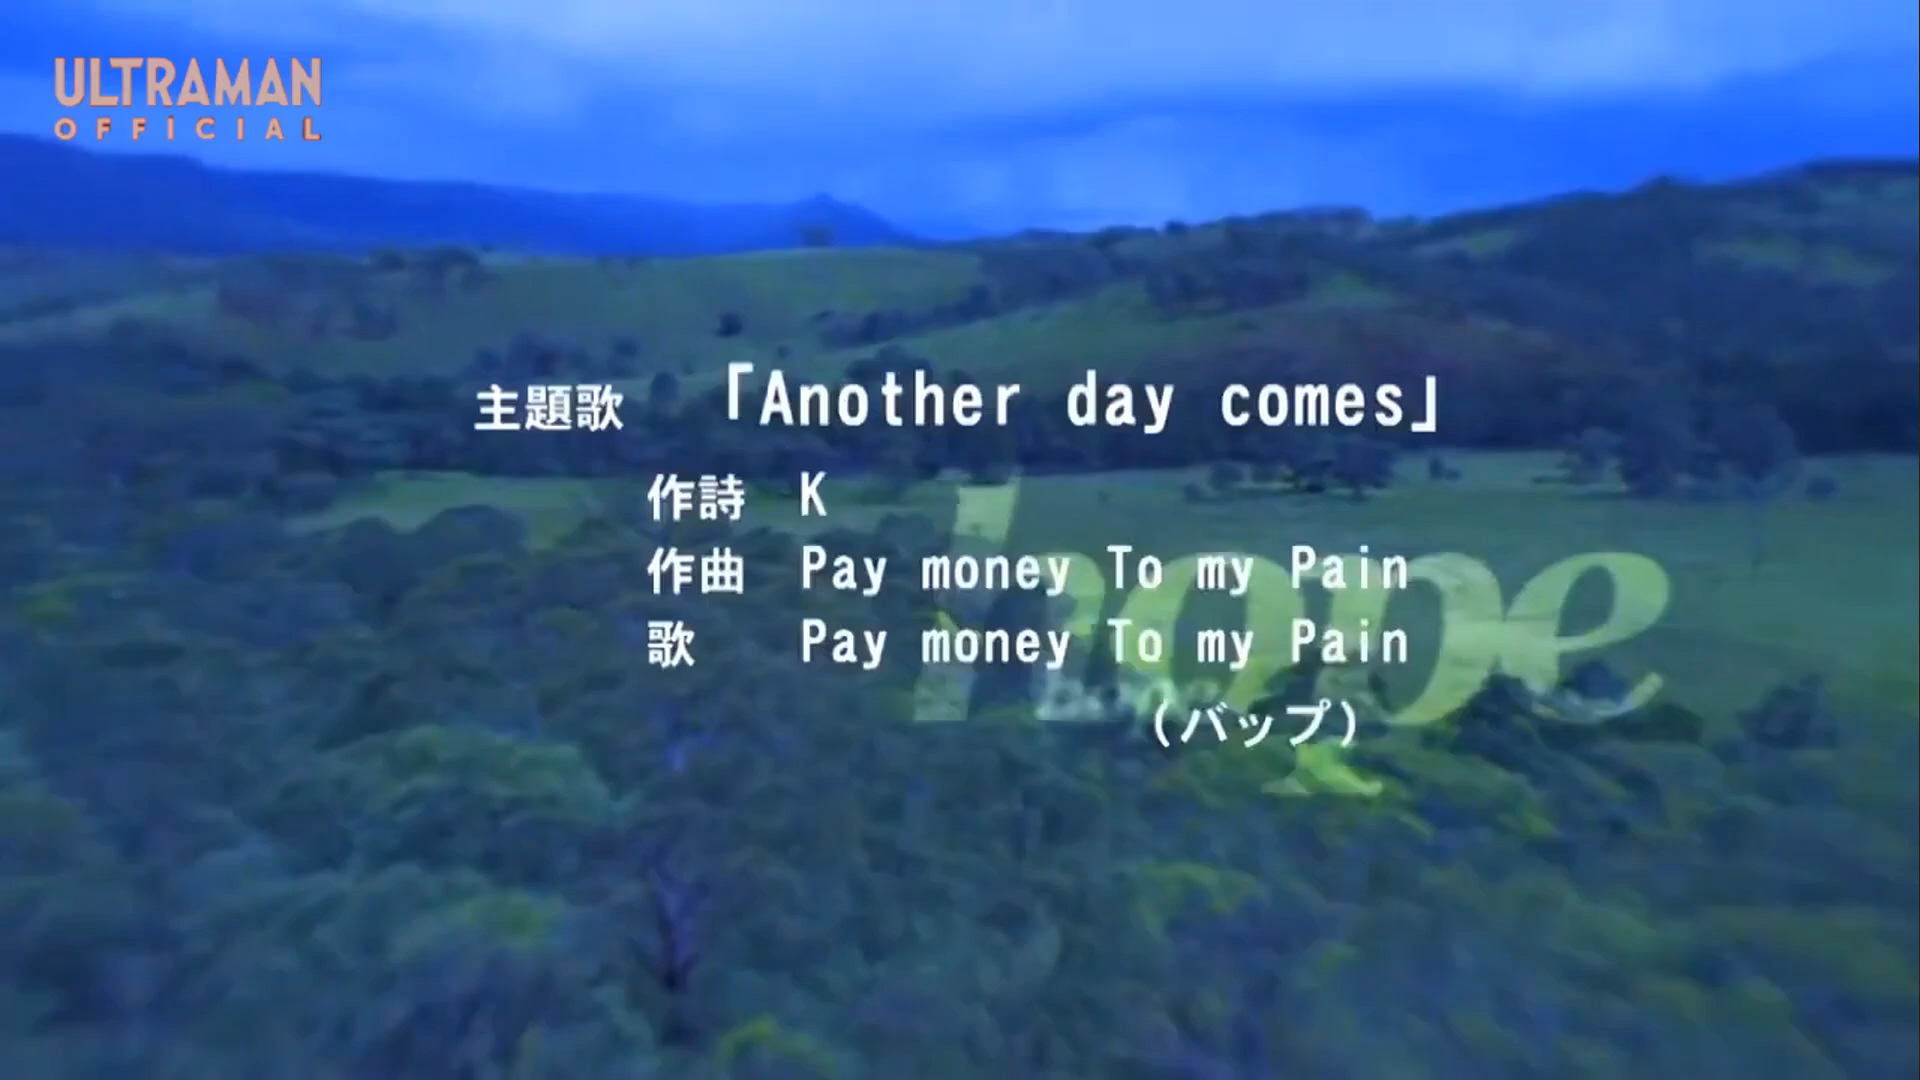 ULTRAMAN
OFFICIAL
主題歌 「Another day comes」
作詩 K
作曲 Pay money To my Pain
歌 Pay money To my Pain
(バップ)
hope